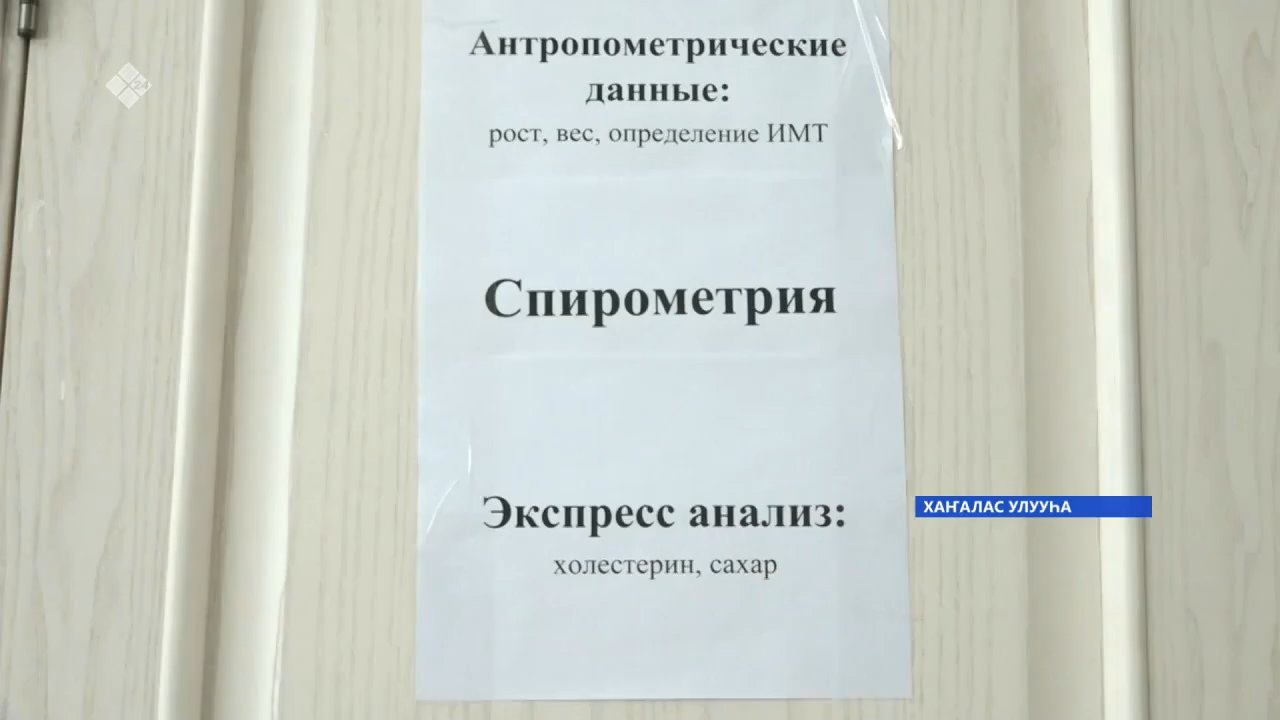 Антропометрические
данные:
рост, вес, определение ИМТ
Спирометрия
Экспресс анализ:
холестерин, сахар
ХАҤАЛАС УЛУУҺА